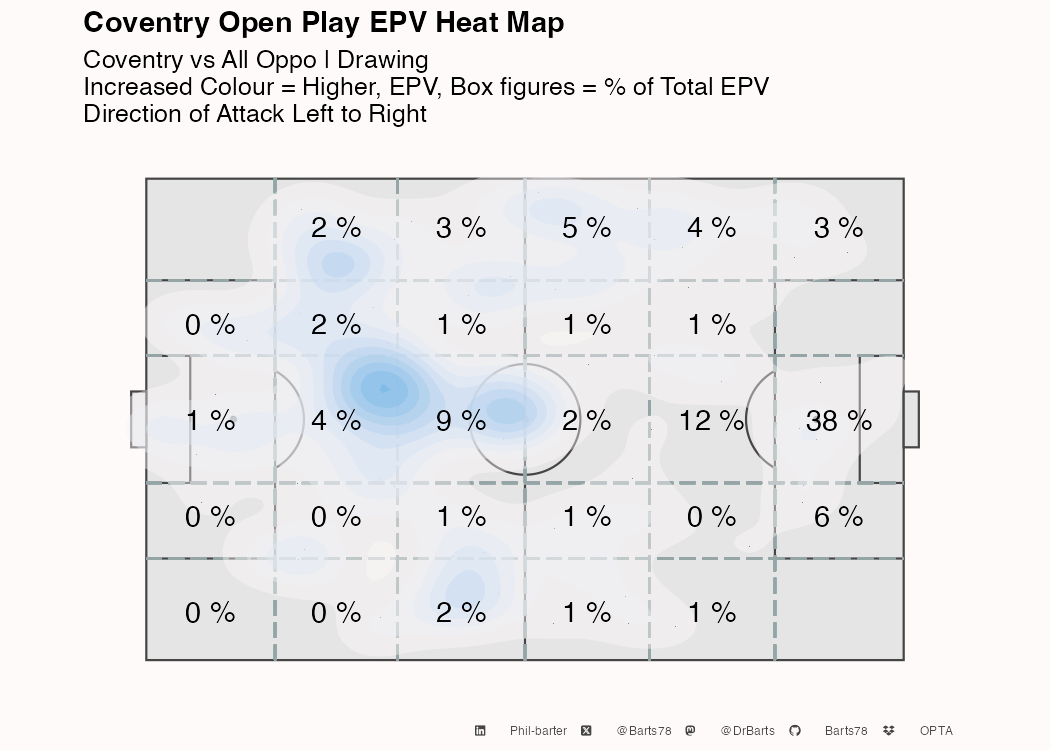 Coventry Open Play EPV Heat Map
Coventry vs All Oppo | Drawing
Increased Colour = Higher, EPV, Box figures = % of Total EPV
Direction of Attack Left to Right
2 % 3 % 5 % 4 % 3 %
0 % 2 % 1 % 1 % 1 %
1 % 4 % 9 % 2 % 12 % 38 %
0 % 0 % 1 % 1 % 0 % 6 %
0 % 0 % 2 % 1 % 1 %
Phil-barter @Barts78 @DrBarts Barts78 OPTA